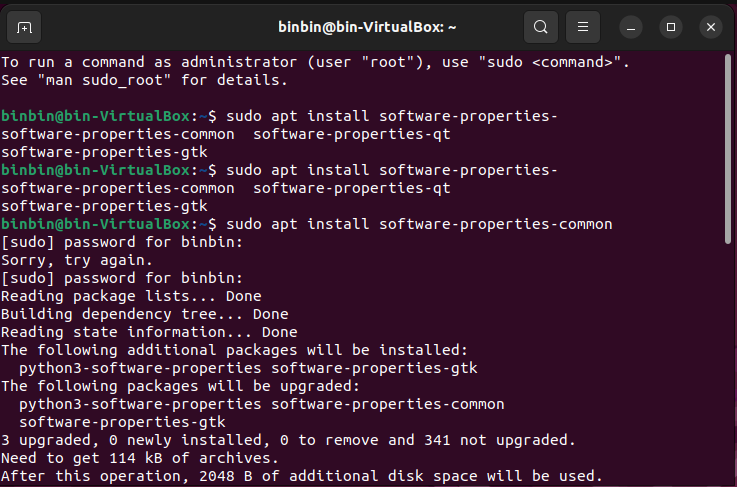 binbin@bin-VirtualBox: ~
To run a command as administrator (user "root"), use "sudo <command>".
See "man sudo_root" for details.
binbin@bin-VirtualBox:~$ sudo apt install software-properties-
software-properties-common  software-properties-qt
software-properties-gtk
binbin@bin-VirtualBox:~$ sudo apt install software-properties-
software-properties-common  software-properties-qt
software-properties-gtk
binbin@bin-VirtualBox:~$ sudo apt install software-properties-common
[sudo] password for binbin:
Sorry, try again.
[sudo] password for binbin:
Reading package lists... Done
Building dependency tree... Done
Reading state information... Done
The following additional packages will be installed:
  python3-software-properties software-properties-gtk
The following packages will be upgraded:
  python3-software-properties software-properties-common
  software-properties-gtk
3 upgraded, 0 newly installed, 0 to remove and 341 not upgraded.
Need to get 114 kB of archives.
After this operation, 2048 B of additional disk space will be used.